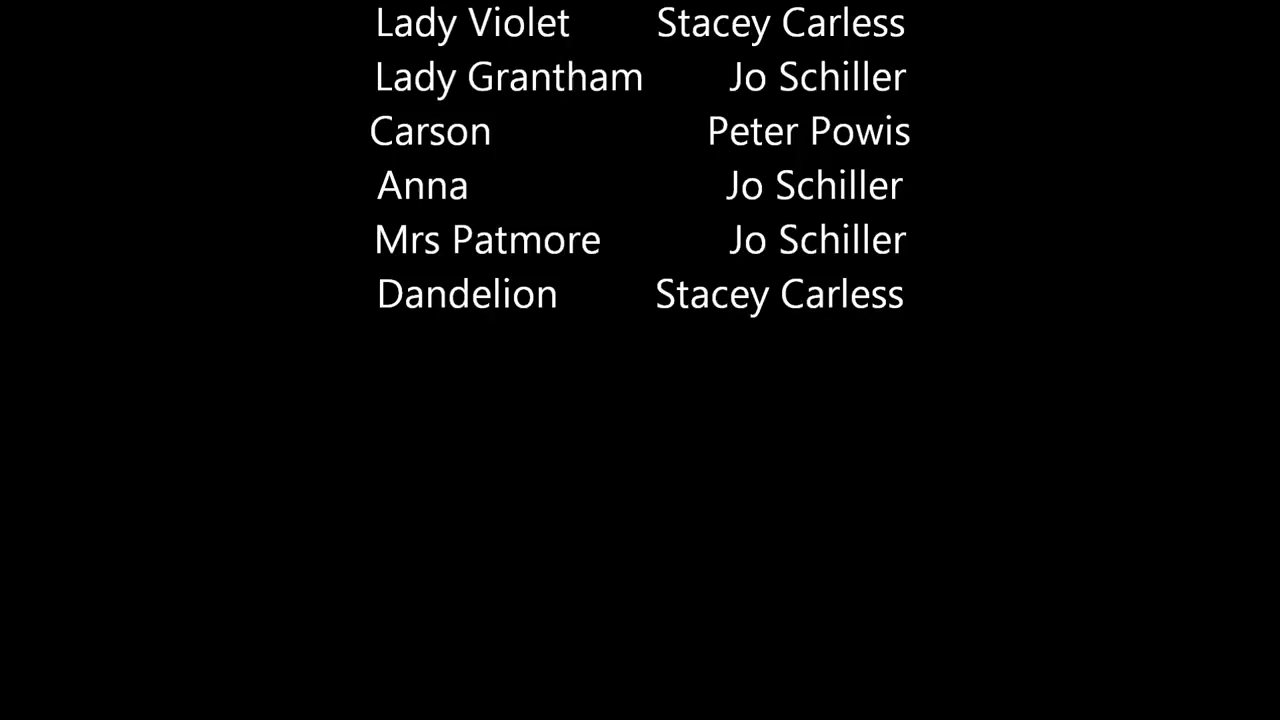 Lady Violet Stacey Carless
Lady Grantham Jo Schiller
Carson Peter Powis
Anna Jo Schiller
Mrs Patmore Jo Schiller
Dandelion Stacey Carless